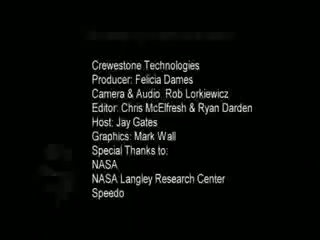 Crewestone Technologies
Producer: Felicia Dames
Camera & Audio Rob Lorkiewicz
Editor: Chris McElfresh & Ryan Darden
Host: Jay Gates
Graphics: Mark Wall
Special Thanks to:
NASA
NASA Langley Research Center
Speedo